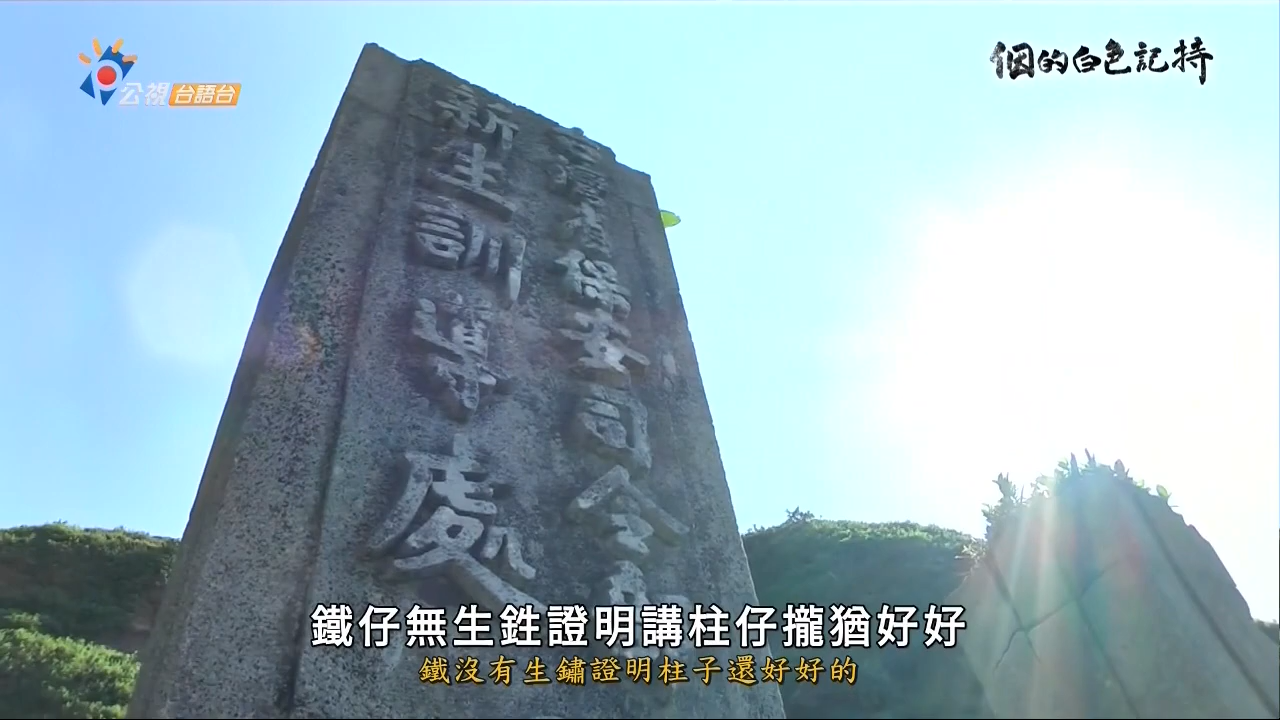 公視台語台
𪜶的白色記持
台灣省保安司令部
新生訓導處
鐵仔無生鉎證明講柱仔攏猶好好
鐵沒有生鏽證明柱子還好好的